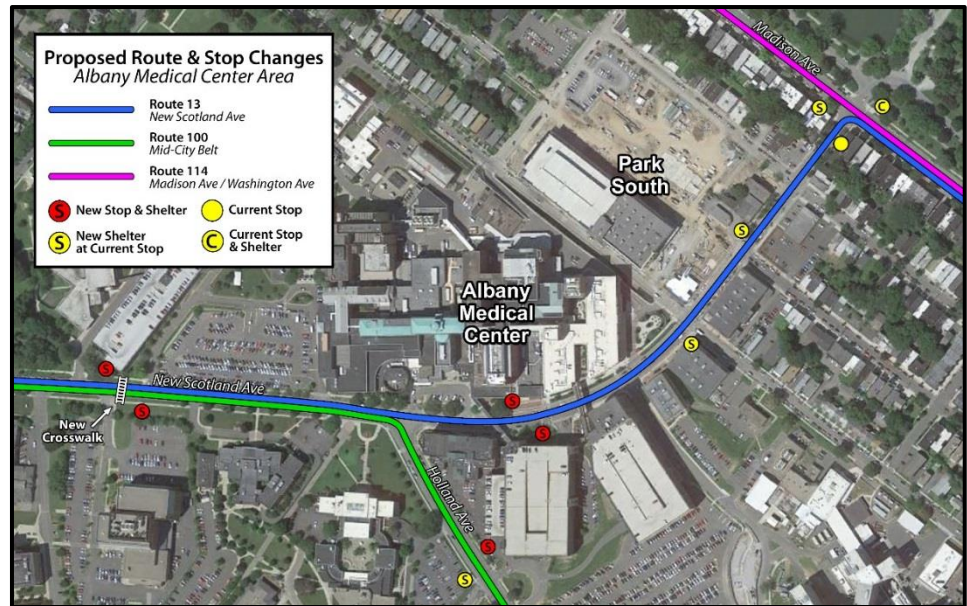 Proposed Route & Stop Changes
Albany Medical Center Area
Route 13
New Scotland Ave
Route 100
Mid-City Belt
Route 114
Madison Ave / Washington Ave
S New Stop & Shelter
Current Stop
S New Shelter
at Current Stop
C Current Stop
& Shelter
Madison Ave
S
C
Park
South
S
Albany
Medical
Center
S
S
New Scotland Ave
S
S
New
Crosswalk
S
Holland Ave
S
S